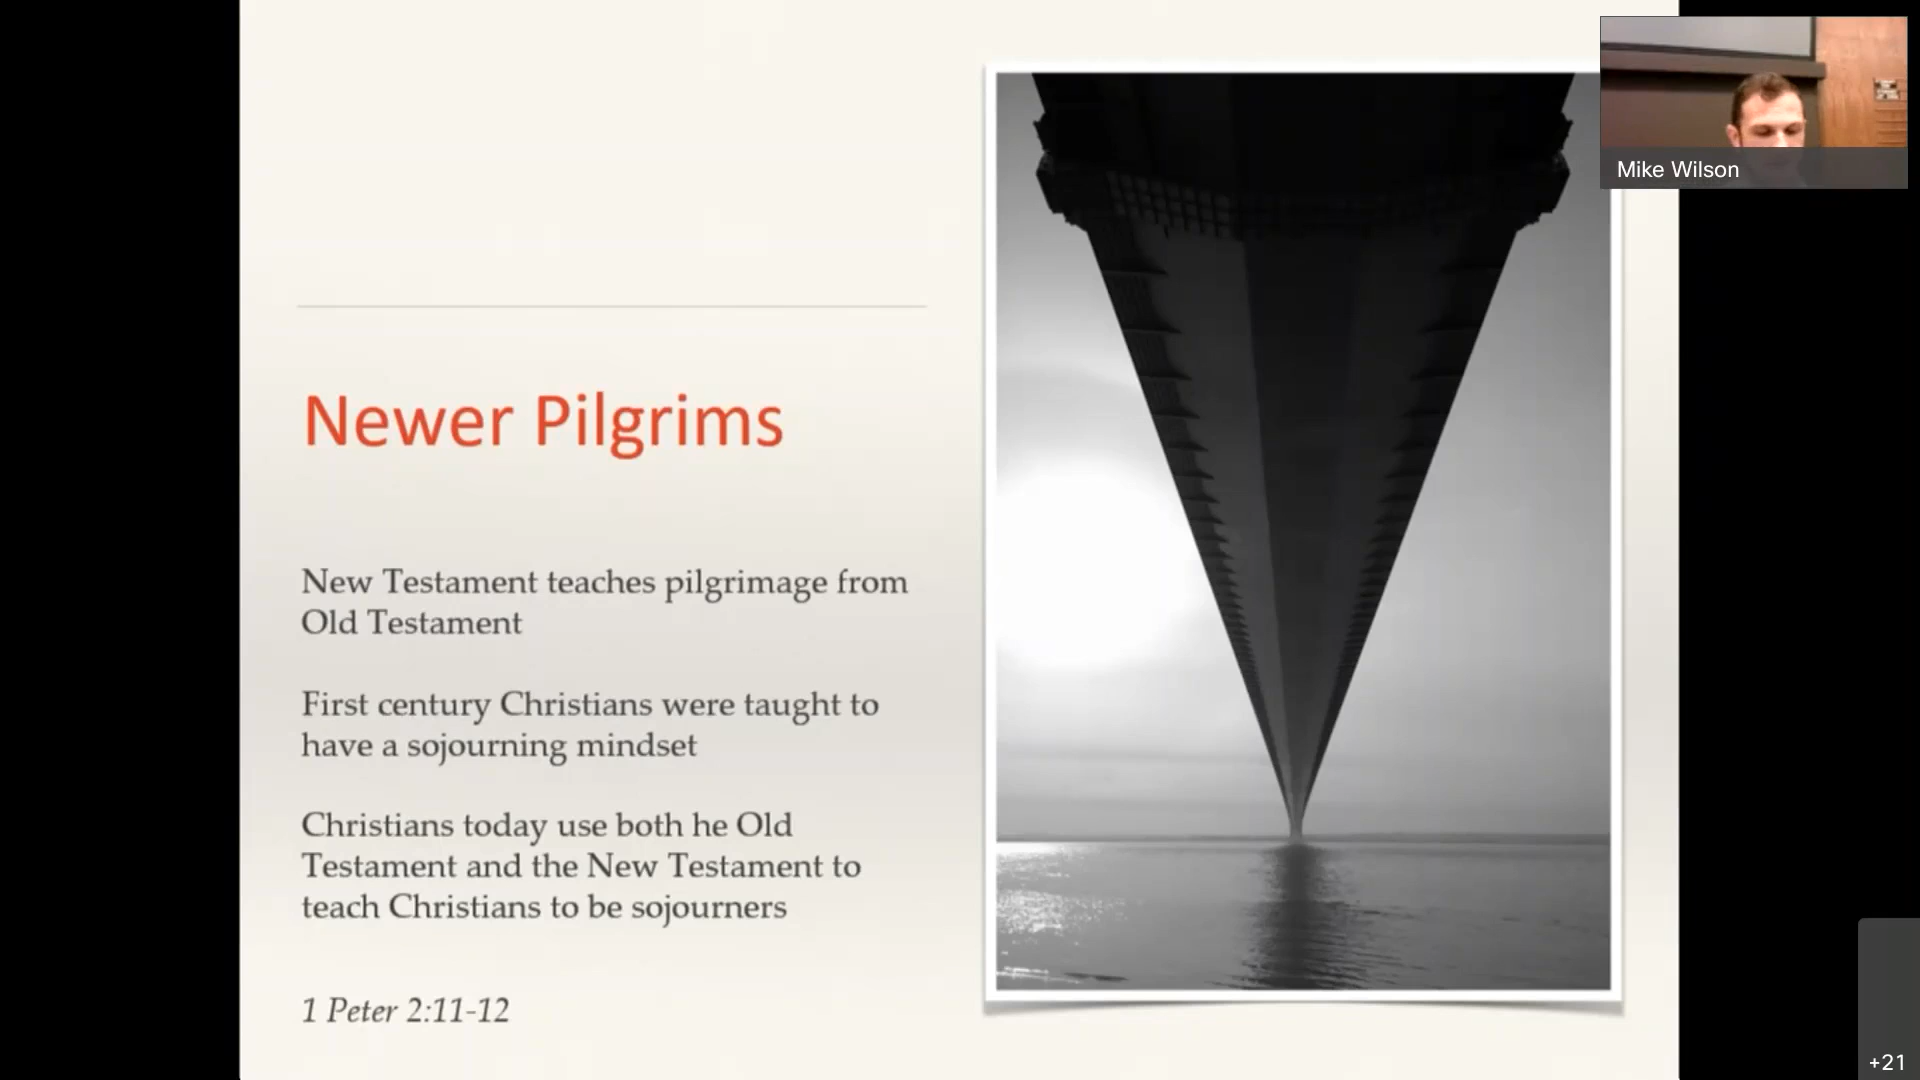 Newer Pilgrims
New Testament teaches pilgrimage from
Old Testament
First century Christians were taught to
have a sojourning mindset
Christians today use both he Old
Testament and the New Testament to
teach Christians to be sojourners
1 Peter 2:11-12
Mike Wilson
+21